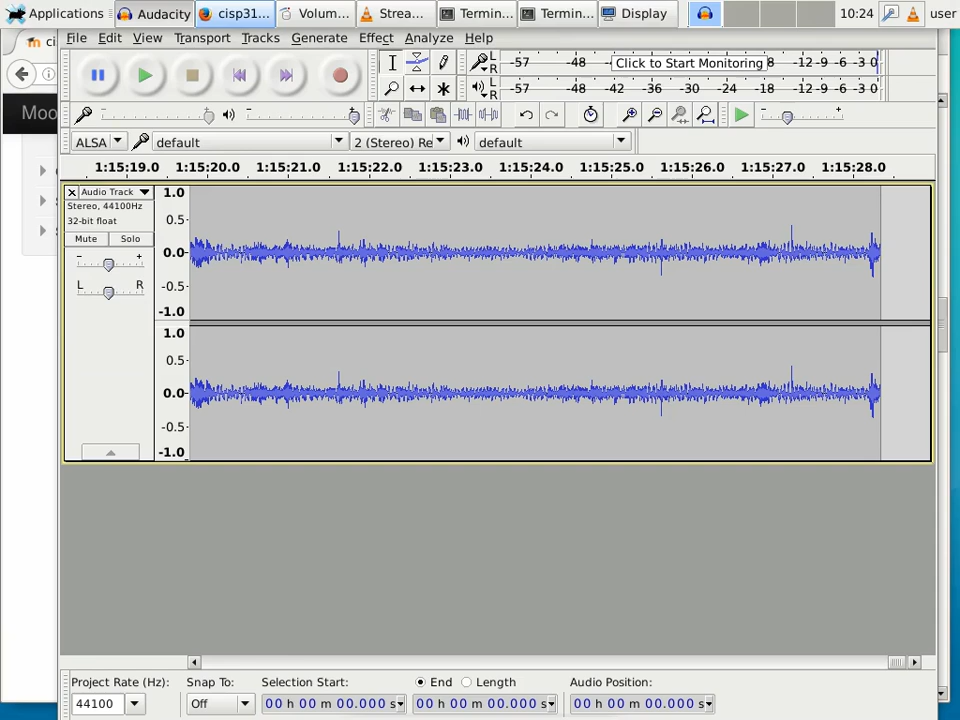 Applications Audacity cisp31... Volum... Strea... Termin... Termin... Display 10:24 user
File Edit View Transport Tracks Generate Effect Analyze Help
ci
-57 -48 -4 Click to Start Monitoring 8 -12 -9 -6 -3 0
L
R
-57 -48 -42 -36 -30 -24 -18 -12 -9 -6 -3 0
L
R
Moo
- + - + - +
ALSA default 2 (Stereo) Re default
1:15:19.0 1:15:20.0 1:15:21.0 1:15:22.0 1:15:23.0 1:15:24.0 1:15:25.0 1:15:26.0 1:15:27.0 1:15:28.0
Audio Track
Stereo, 44100Hz
32-bit float
Mute Solo
- +
L R
1.0
0.5
0.0
-0.5
-1.0
1.0
0.5
0.0
-0.5
-1.0
Project Rate (Hz): Snap To: Selection Start: End Length Audio Position:
44100 Off 00 h 00 m 00.000 s 00 h 00 m 00.000 s 00 h 00 m 00.000 s